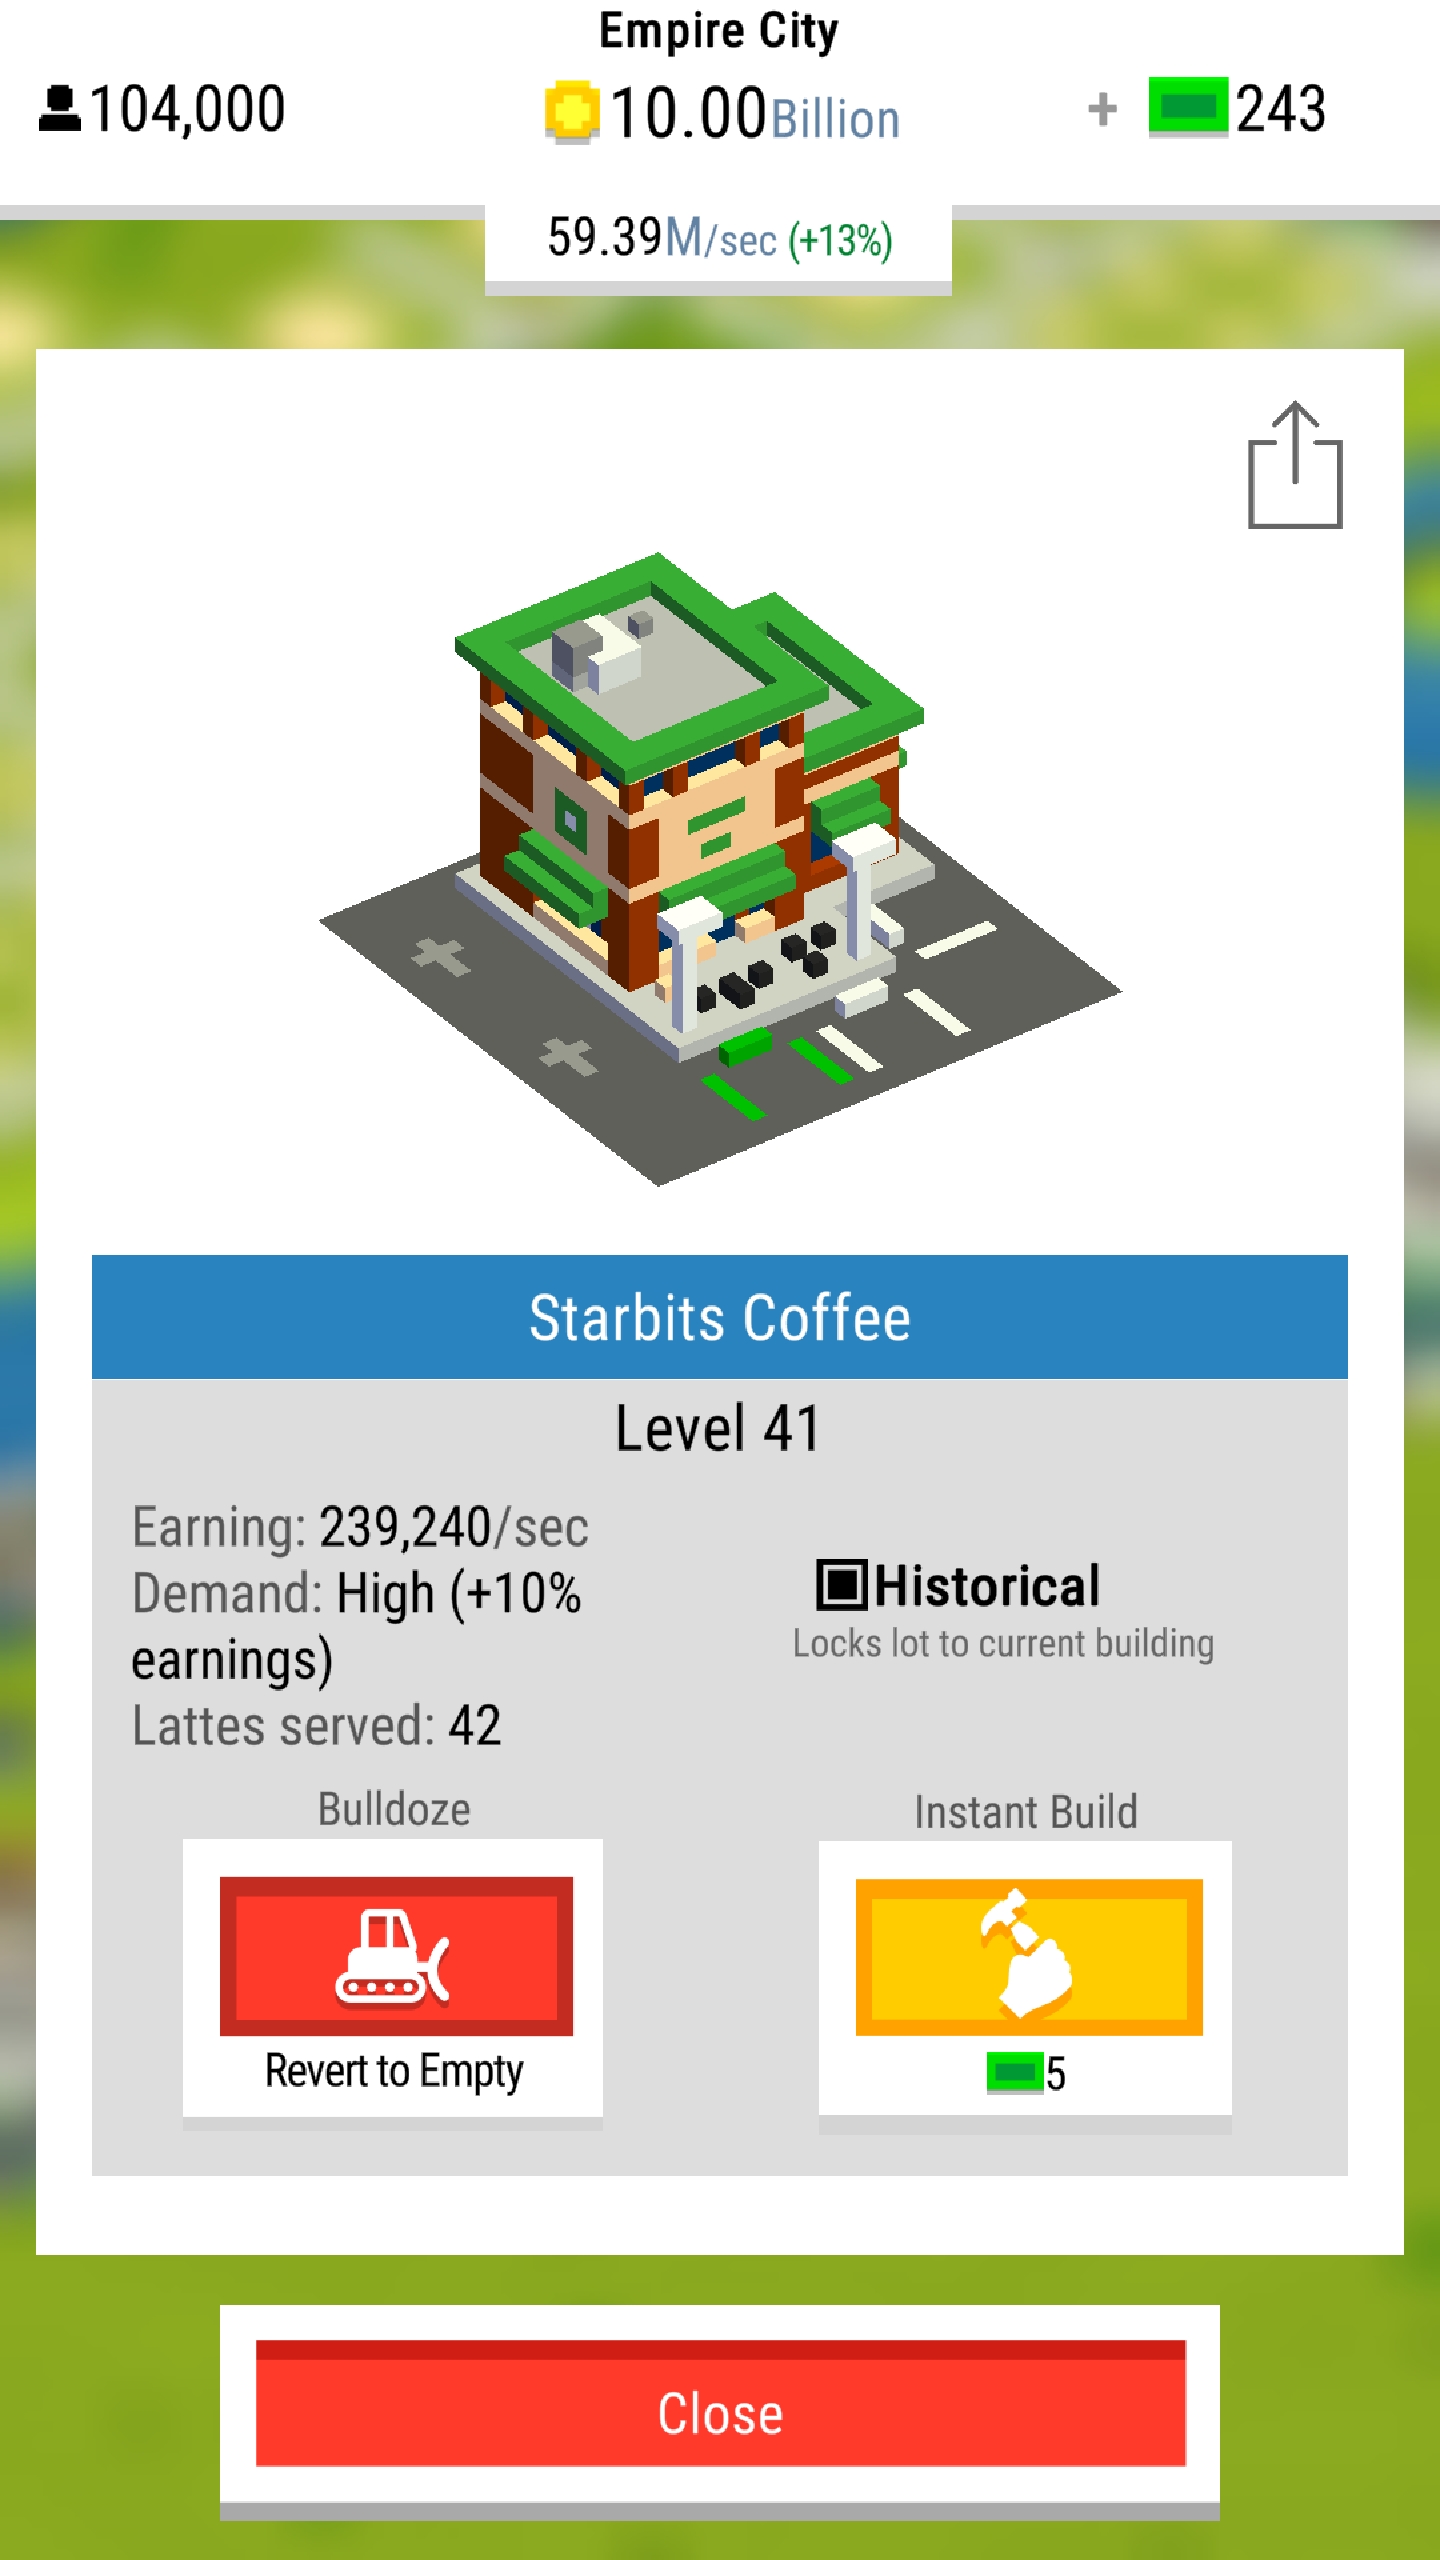 Empire City
104,000
10.00 Billion
+ 243
59.39M/sec (+13%)
Starbits Coffee
Level 41
Earning: 239,240/sec
Demand: High (+10%
earnings)
Lattes served: 42
Historical
Locks lot to current building
Bulldoze
Revert to Empty
Instant Build
5
Close